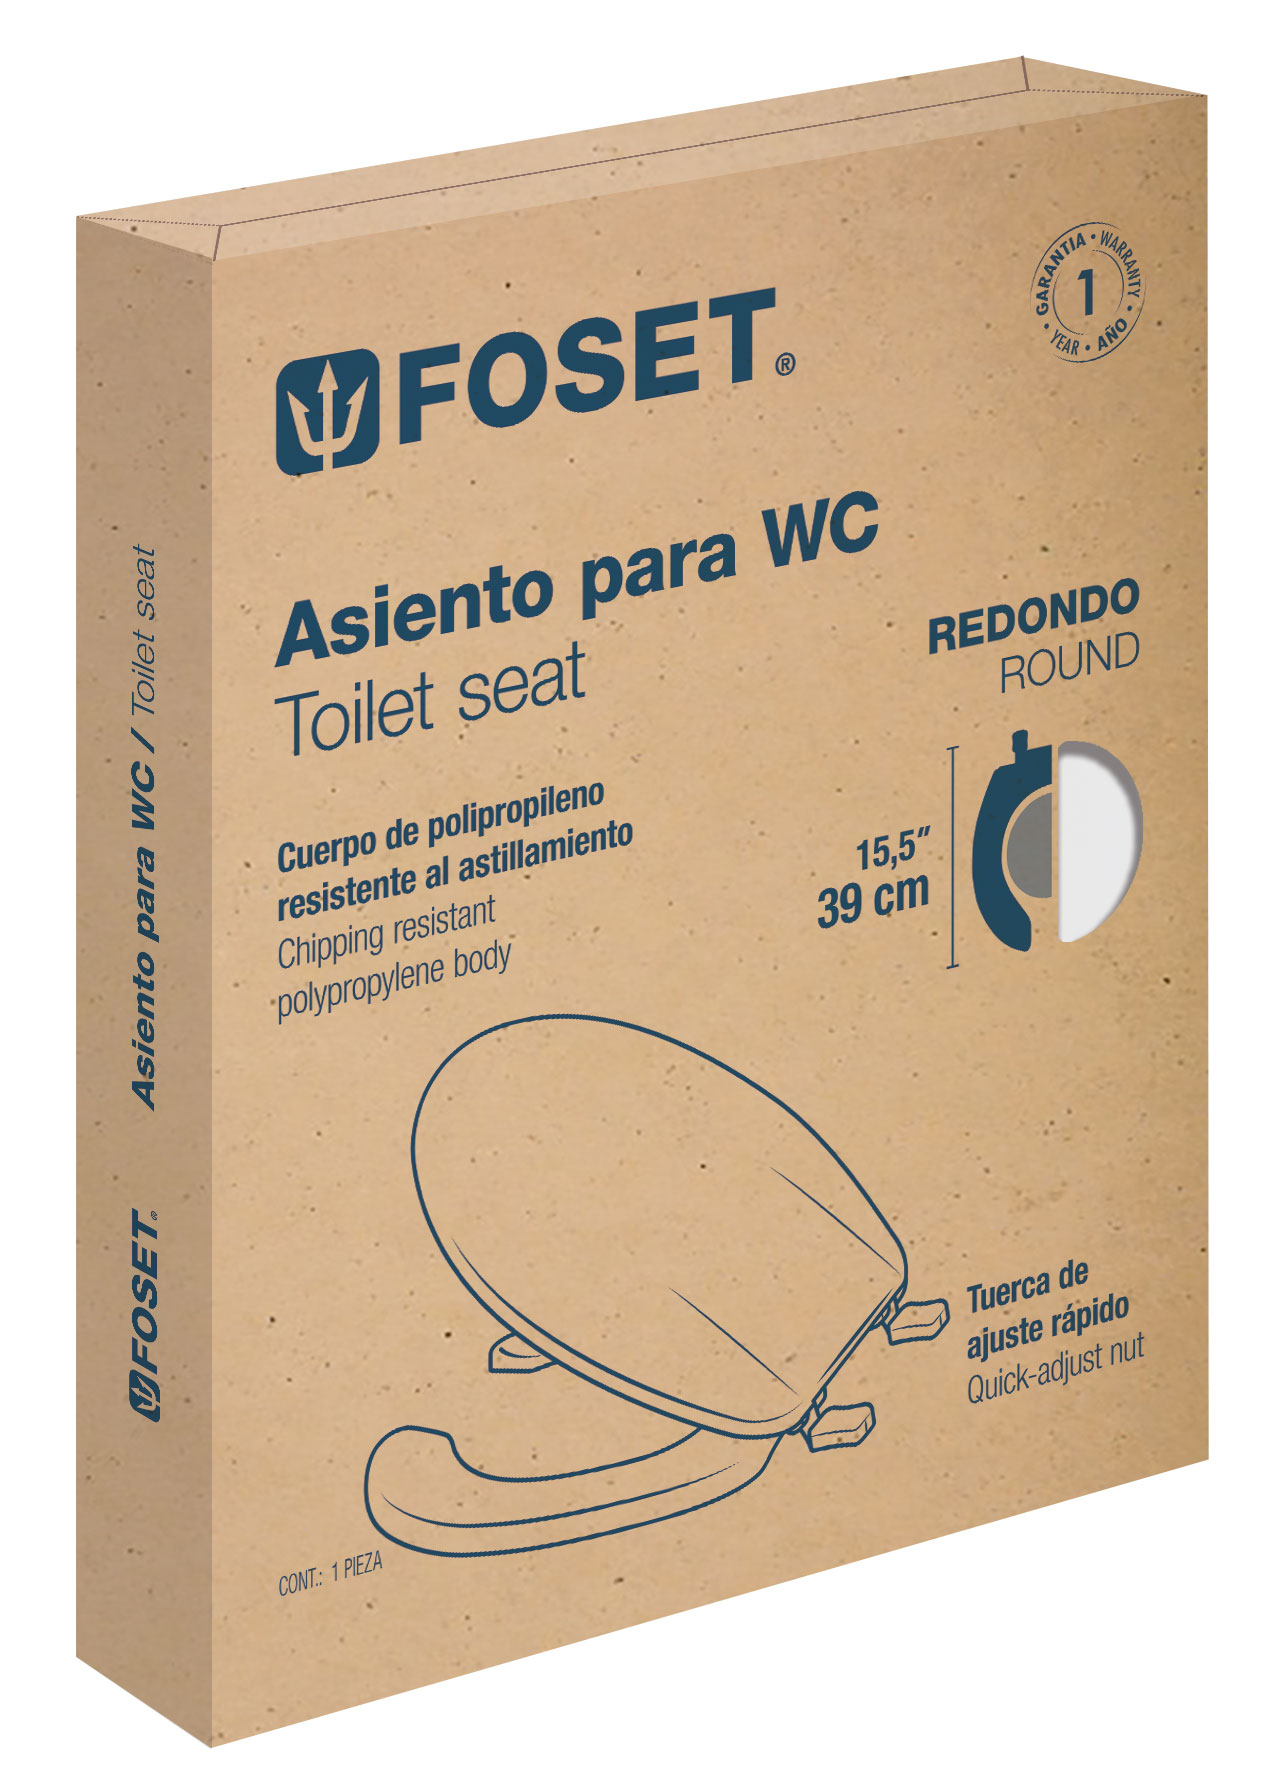 FOSET®
GARANTIA • WARRANTY •
1
AÑO • YEAR •
Asiento para WC
Toilet seat
REDONDO
ROUND
15,5”
39 cm
Cuerpo de polipropileno
resistente al astillamiento
Chipping resistant
polypropylene body
Tuerca de
ajuste rápido
Quick-adjust nut
CONT.: 1 PIEZA
FOSET® Asiento para WC / Toilet seat